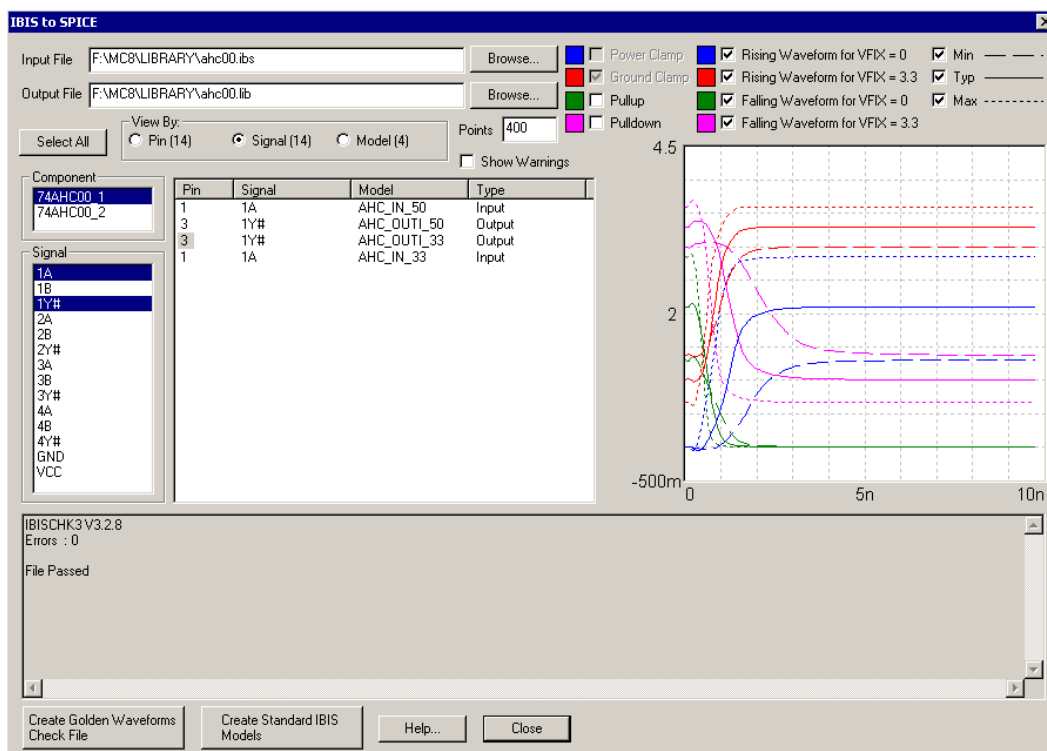 IBIS to SPICE
Input File F:\MC8\LIBRARY\ahc00.ibs Browse...
Output File F:\MC8\LIBRARY\ahc00.lib Browse...
Power Clamp Rising Waveform for VFIX = 0 Min
Ground Clamp Rising Waveform for VFIX = 3.3 Typ
Pullup Falling Waveform for VFIX = 0 Max
Pulldown Falling Waveform for VFIX = 3.3
Select All
View By:
Pin (14) Signal (14) Model (4)
Points 400
Show Warnings
Component
74AHC00_1
74AHC00_2
Signal
1A
1B
1Y#
2A
2B
2Y#
3A
3B
3Y#
4A
4B
4Y#
GND
VCC
Pin Signal Model Type
1 1A AHC_IN_50 Input
3 1Y# AHC_OUTI_50 Output
3 1Y# AHC_OUTI_33 Output
1 1A AHC_IN_33 Input
4.5
2
-500m
0 5n 10n
IBISCHK3 V3.2.8
Errors : 0
File Passed
Create Golden Waveforms
Check File
Create Standard IBIS
Models
Help...
Close